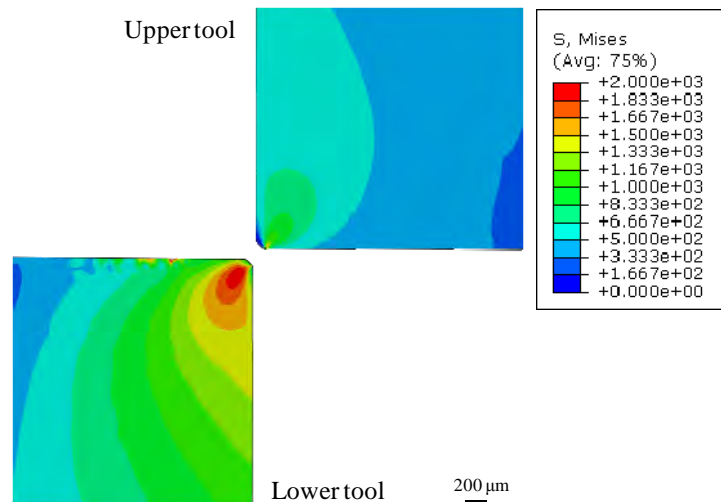 Upper tool
S, Mises
(Avg: 75%)
+2.000e+03
+1.833e+03
+1.667e+03
+1.500e+03
+1.333e+03
+1.167e+03
+1.000e+03
+8.333e+02
+6.667e+02
+5.000e+02
+3.333e+02
+1.667e+02
+0.000e+00
Lower tool
200 µm